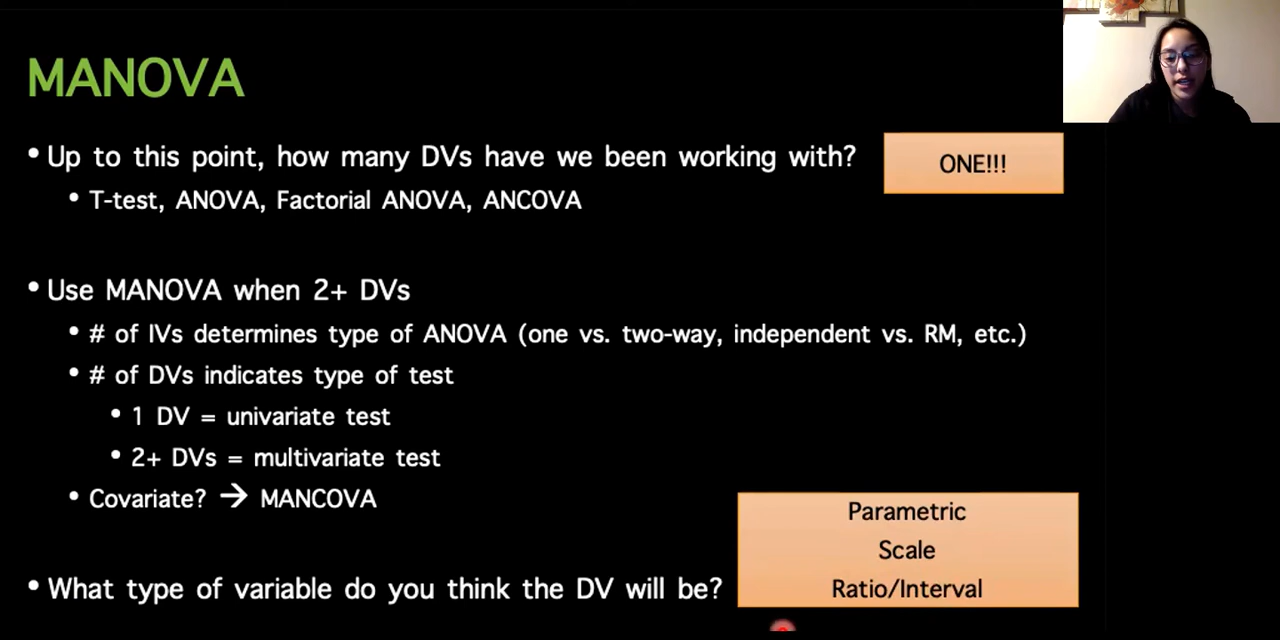 MANOVA
• Up to this point, how many DVs have we been working with?
ONE!!!
• T-test, ANOVA, Factorial ANOVA, ANCOVA
• Use MANOVA when 2+ DVs
• # of IVs determines type of ANOVA (one vs. two-way, independent vs. RM, etc.)
• # of DVs indicates type of test
• 1 DV = univariate test
• 2+ DVs = multivariate test
• Covariate? → MANCOVA
• What type of variable do you think the DV will be?
Parametric
Scale
Ratio/Interval